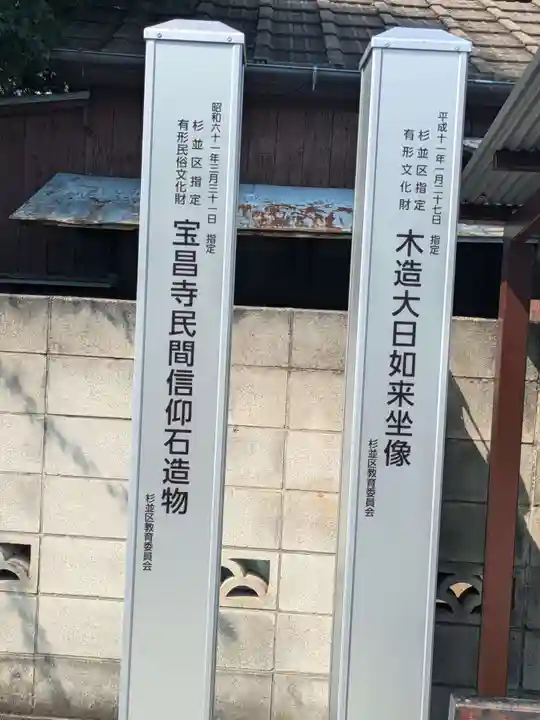 平成十一年一月二十七日 指定
杉並区指定
有形文化財
木造大日如来坐像
杉並区教育委員会
昭和六十一年三月三十一日 指定
杉並区指定
有形民俗文化財
宝昌寺民間信仰石造物
杉並区教育委員会